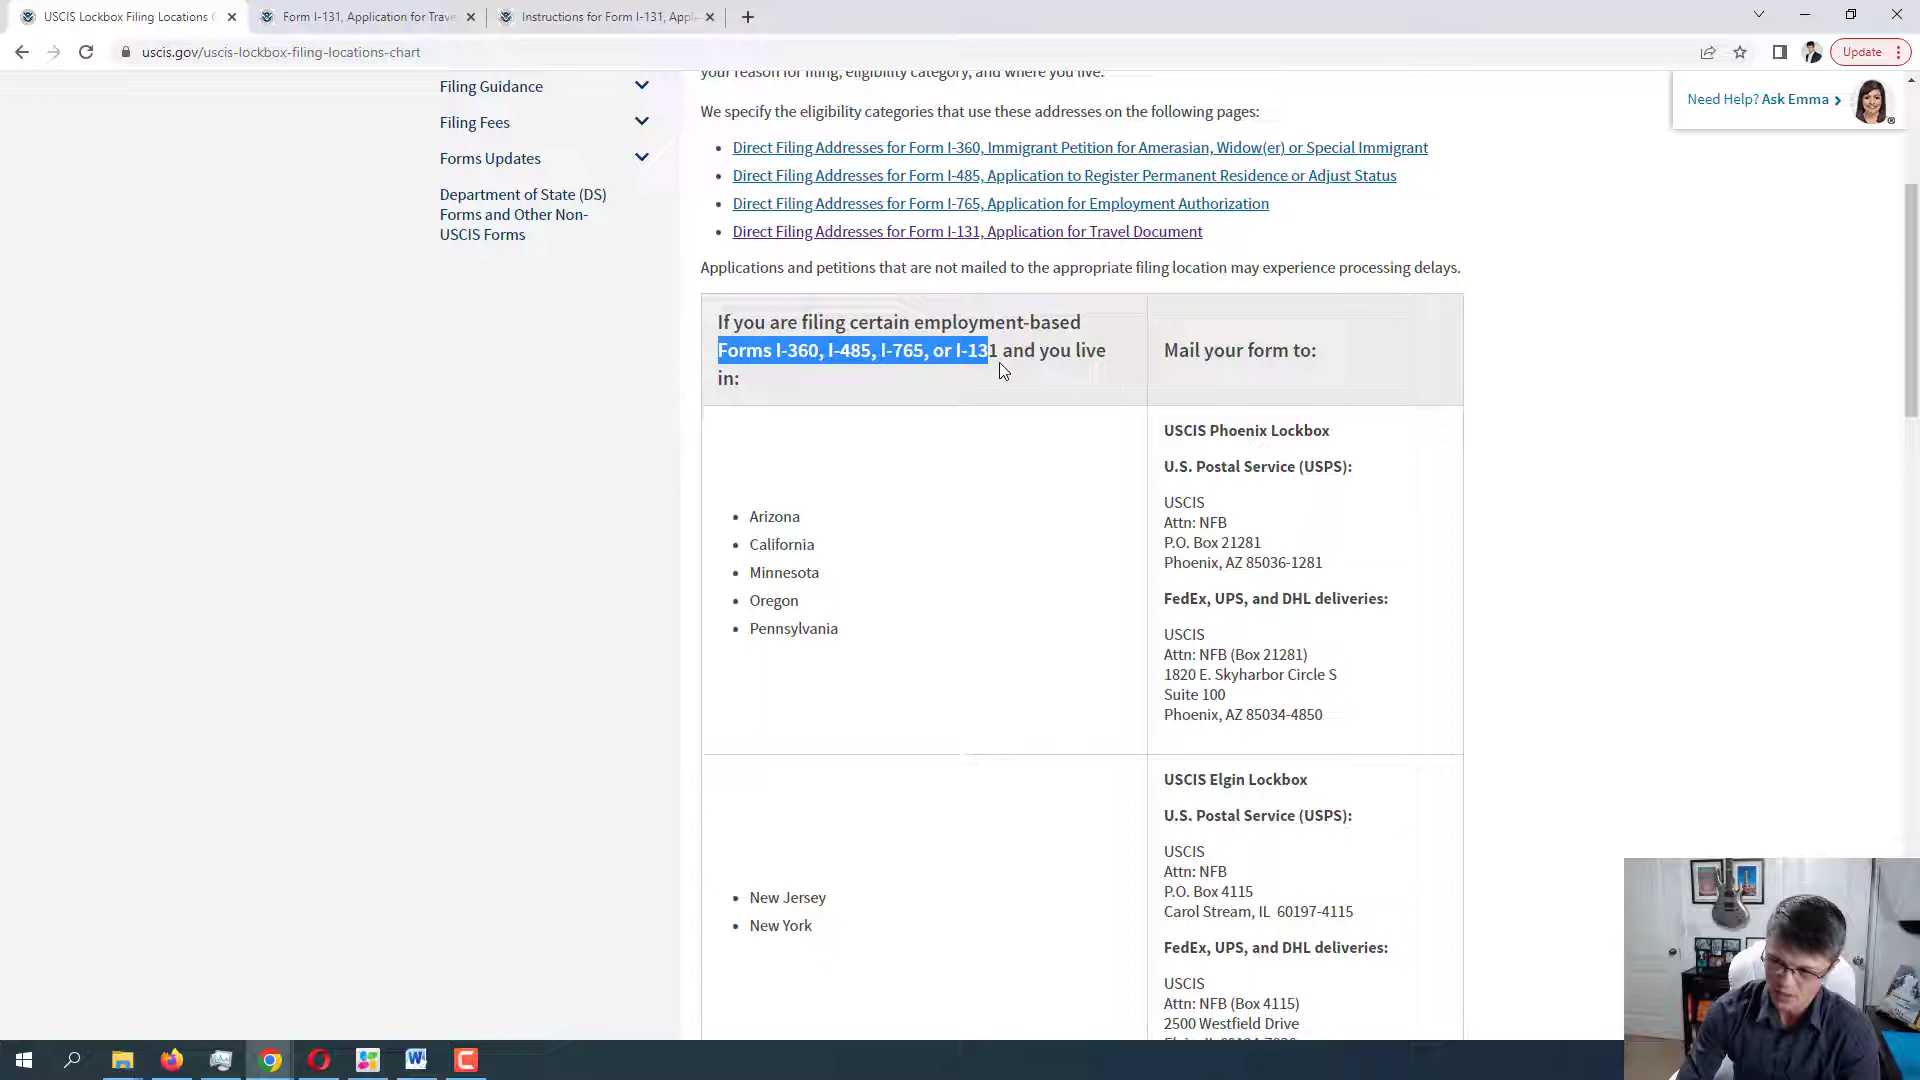 USCIS Lockbox Filing Locations C
Form I-131, Application for Trave
Instructions for Form I-131, Appl
uscis.gov/uscis-lockbox-filing-locations-chart
Update
Filing Guidance
Filing Fees
Forms Updates
Department of State (DS)
Forms and Other Non-
USCIS Forms
Need Help? Ask Emma
your reason for filing, eligibility category, and where you live.
We specify the eligibility categories that use these addresses on the following pages:
• Direct Filing Addresses for Form I-360, Immigrant Petition for Amerasian, Widow(er) or Special Immigrant
• Direct Filing Addresses for Form I-485, Application to Register Permanent Residence or Adjust Status
• Direct Filing Addresses for Form I-765, Application for Employment Authorization
• Direct Filing Addresses for Form I-131, Application for Travel Document
Applications and petitions that are not mailed to the appropriate filing location may experience processing delays.
If you are filing certain employment-based
Forms I-360, I-485, I-765, or I-131 and you live
in:
Mail your form to:
• Arizona
• California
• Minnesota
• Oregon
• Pennsylvania
USCIS Phoenix Lockbox
U.S. Postal Service (USPS):
USCIS
Attn: NFB
P.O. Box 21281
Phoenix, AZ 85036-1281
FedEx, UPS, and DHL deliveries:
USCIS
Attn: NFB (Box 21281)
1820 E. Skyharbor Circle S
Suite 100
Phoenix, AZ 85034-4850
• New Jersey
• New York
USCIS Elgin Lockbox
U.S. Postal Service (USPS):
USCIS
Attn: NFB
P.O. Box 4115
Carol Stream, IL 60197-4115
FedEx, UPS, and DHL deliveries:
USCIS
Attn: NFB (Box 4115)
2500 Westfield Drive